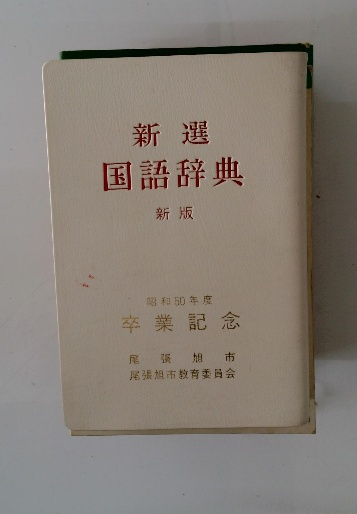 新選
国語辞典
新版
昭和50年度
卒業記念
尾張旭市
尾張旭市教育委員会